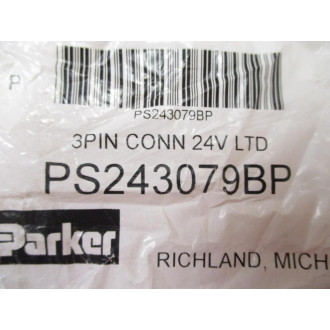 P
PS243079BP
3PIN CONN 24V LTD
PS243079BP
Parker
RICHLAND, MICH